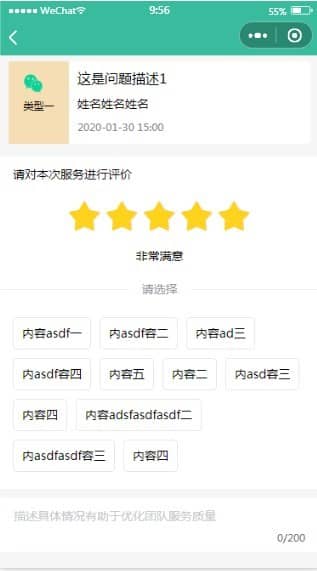 WeChat 9:56 55%
这是问题描述1
姓名姓名姓名
类型一
2020-01-30 15:00
请对本次服务进行评价
非常满意
请选择
内容asdf一 内asdf容二 内容ad三
内asdf容四 内容五 内容二 内asd容三
内容四 内容adsfasdfasdf二
内asdfasdf容三 内容四
描述具体情况有助于优化团队服务质量
0/200